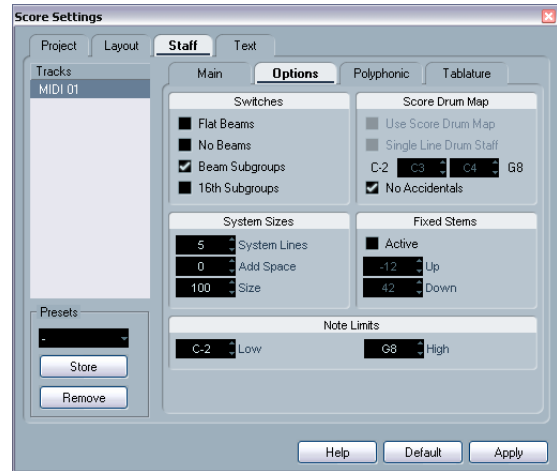 Score Settings
Project Layout Staff Text
Tracks
MIDI 01
Main Options Polyphonic Tablature
Switches
Flat Beams
No Beams
Beam Subgroups
16th Subgroups
Score Drum Map
Use Score Drum Map
Single Line Drum Staff
C-2 C3 C4 G8
No Accidentals
System Sizes
5 System Lines
0 Add Space
100 Size
Fixed Stems
Active
-12 Up
42 Down
Note Limits
C-2 Low G8 High
Presets
-
Store
Remove
Help Default Apply